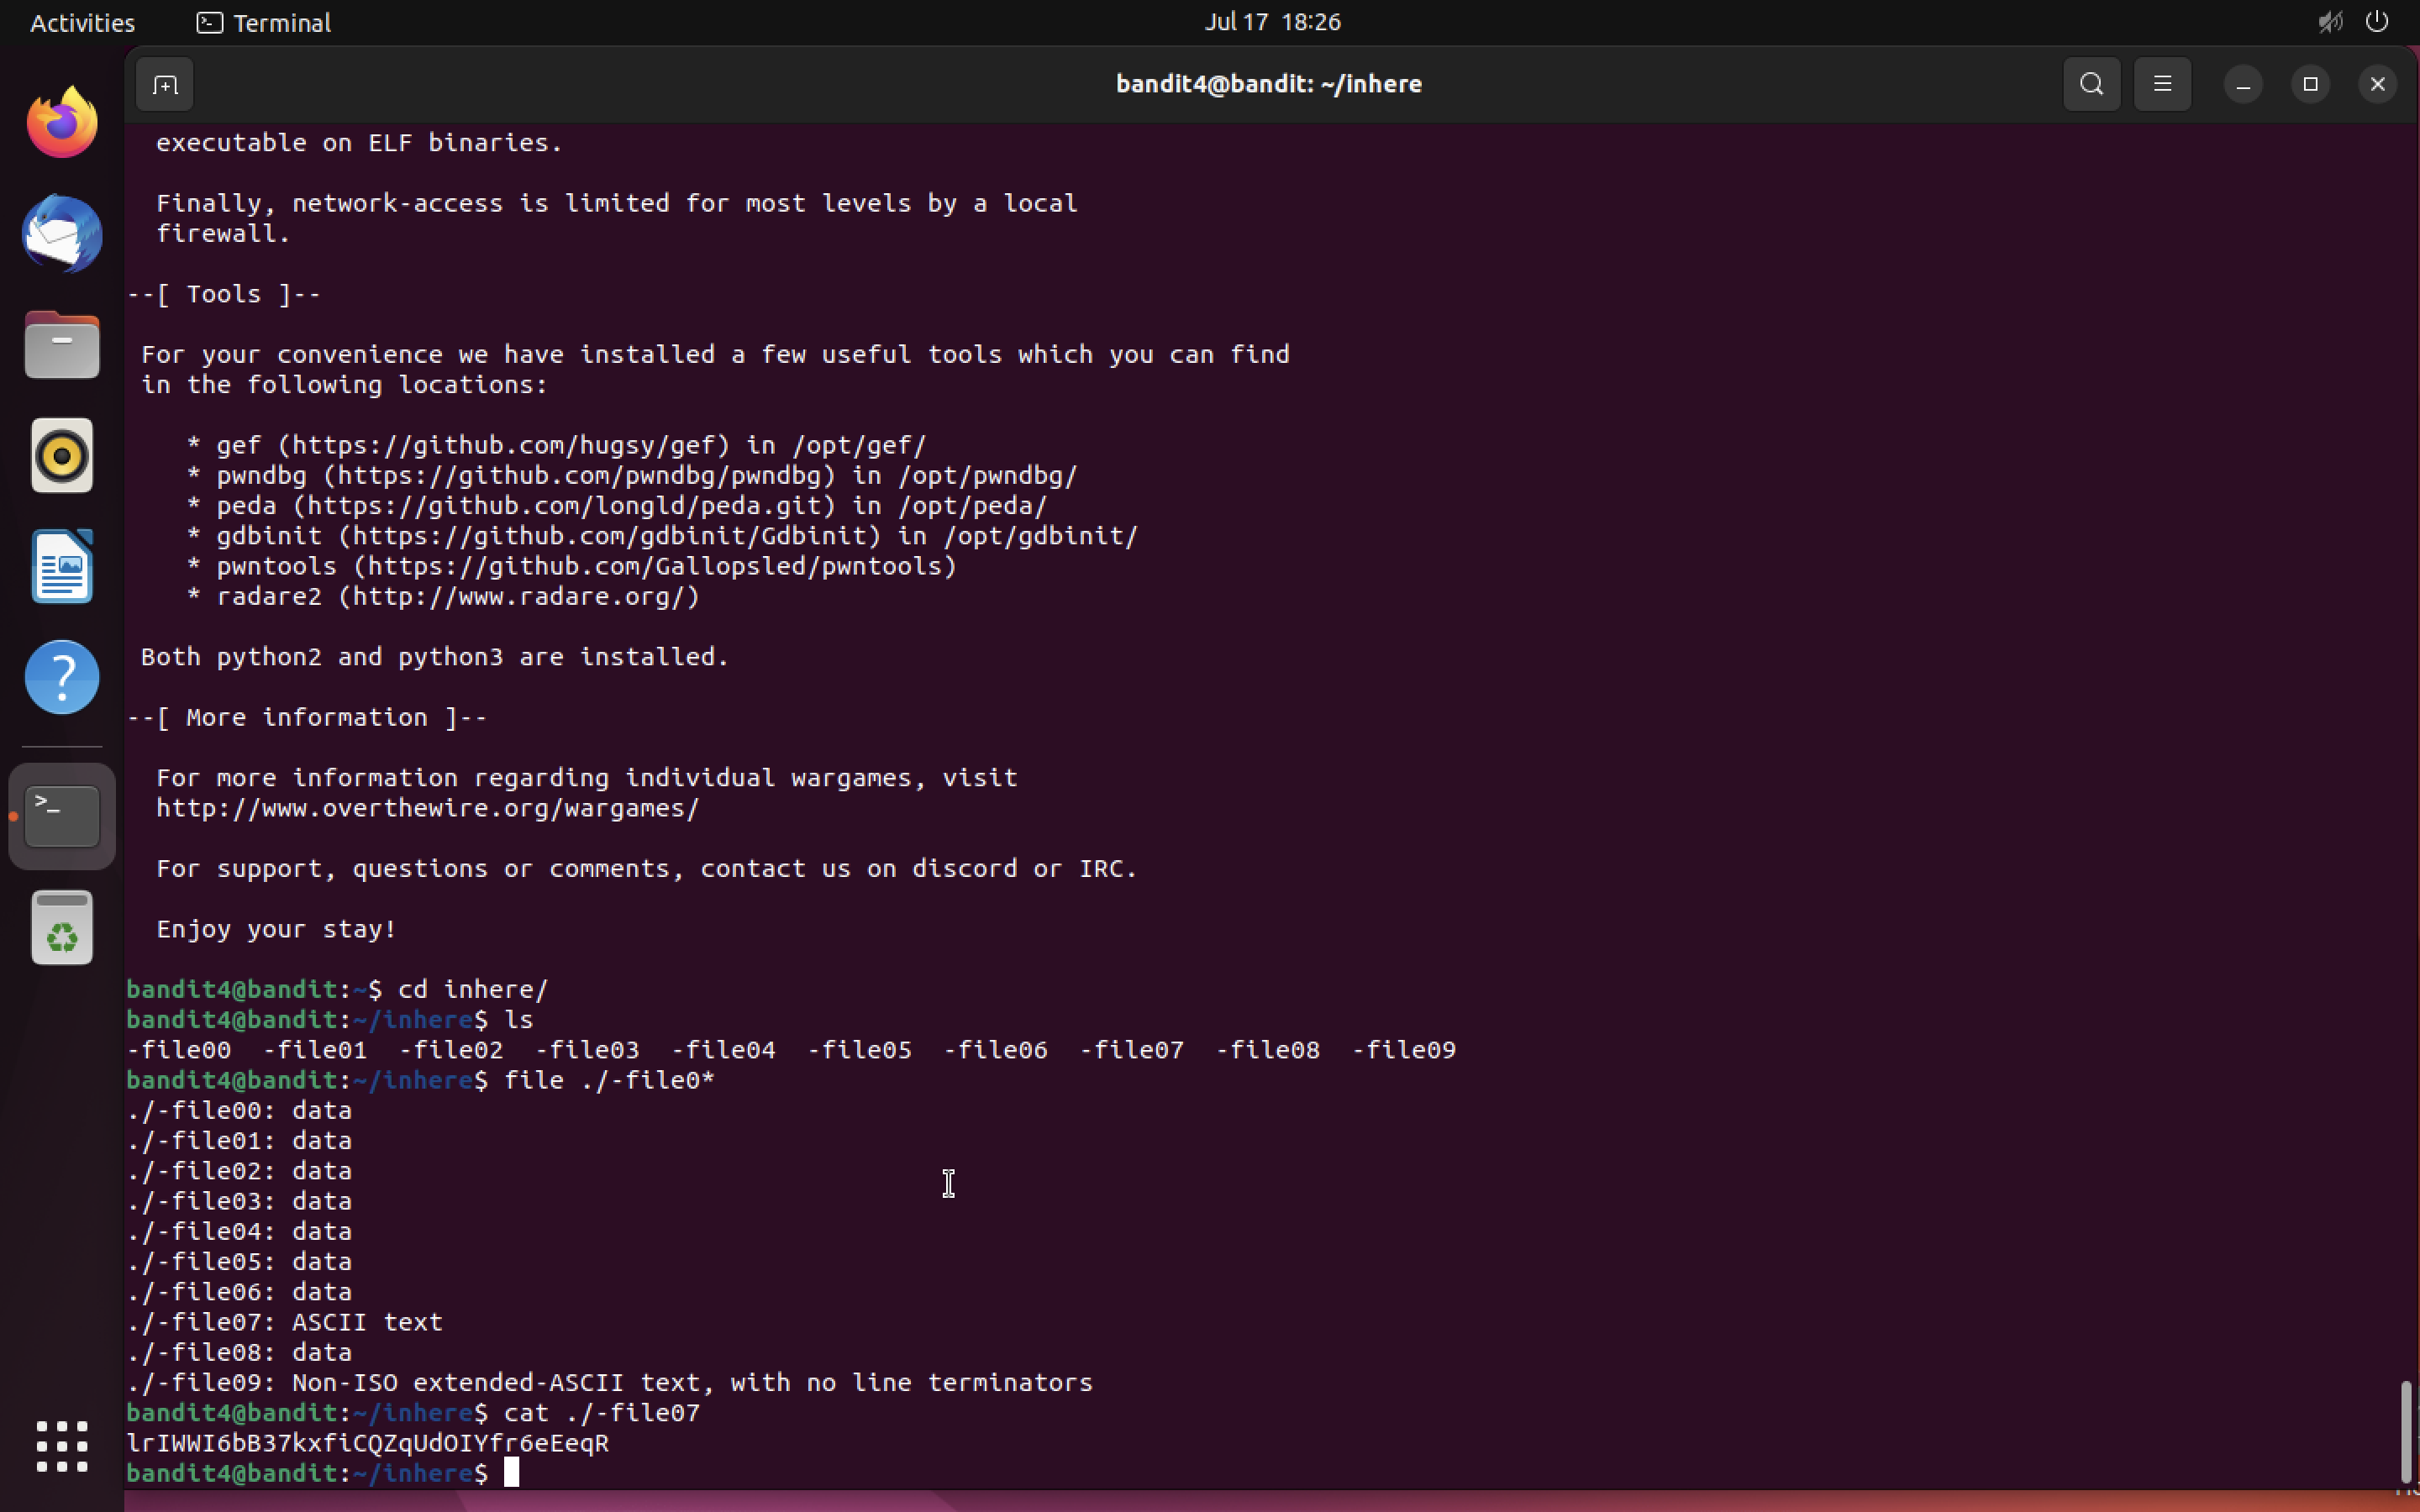 Activities
Terminal
Jul 17 18:26
bandit4@bandit: ~/inhere
executable on ELF binaries.
Finally, network-access is limited for most levels by a local
firewall.
--[ Tools ]--
For your convenience we have installed a few useful tools which you can find
in the following locations:
* gef (https://github.com/hugsy/gef) in /opt/gef/
* pwndbg (https://github.com/pwndbg/pwndbg) in /opt/pwndbg/
* peda (https://github.com/longld/peda.git) in /opt/peda/
* gdbinit (https://github.com/gdbinit/Gdbinit) in /opt/gdbinit/
* pwntools (https://github.com/Gallopsled/pwntools)
* radare2 (http://www.radare.org/)
Both python2 and python3 are installed.
--[ More information ]--
For more information regarding individual wargames, visit
http://www.overthewire.org/wargames/
For support, questions or comments, contact us on discord or IRC.
Enjoy your stay!
bandit4@bandit:~$ cd inhere/
bandit4@bandit:~/inhere$ ls
-file00  -file01  -file02  -file03  -file04  -file05  -file06  -file07  -file08  -file09
bandit4@bandit:~/inhere$ file ./-file0*
./-file00: data
./-file01: data
./-file02: data
./-file03: data
./-file04: data
./-file05: data
./-file06: data
./-file07: ASCII text
./-file08: data
./-file09: Non-ISO extended-ASCII text, with no line terminators
bandit4@bandit:~/inhere$ cat ./-file07
lrIWWI6bB37kxfiCQZqUdOIYfr6eEeqR
bandit4@bandit:~/inhere$